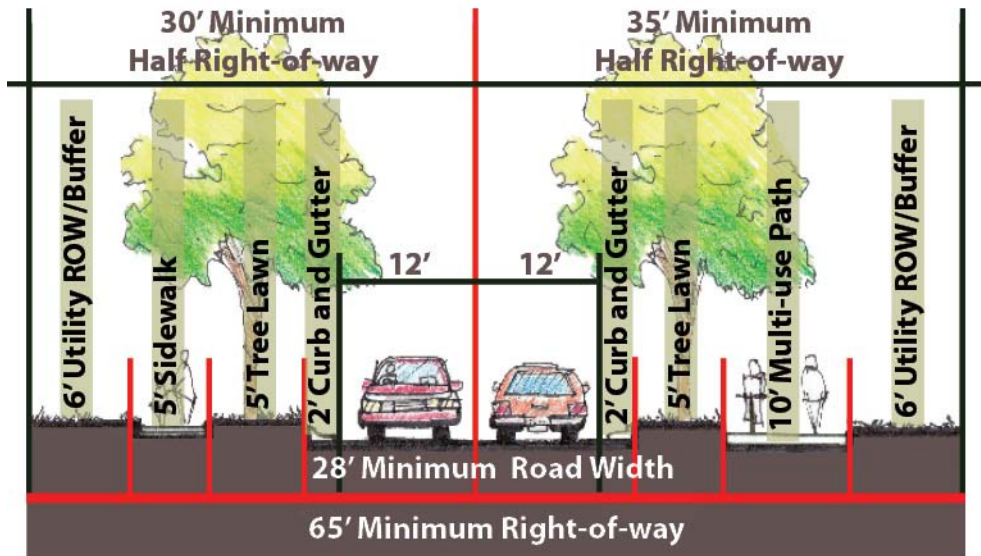 30’ Minimum
Half Right-of-way
35’ Minimum
Half Right-of-way
6’ Utility ROW/Buffer
5’ Sidewalk
5’ Tree Lawn
2’ Curb and Gutter
12’
12’
2’ Curb and Gutter
5’ Tree Lawn
10’ Multi-use Path
6’ Utility ROW/Buffer
28’ Minimum Road Width
65’ Minimum Right-of-way